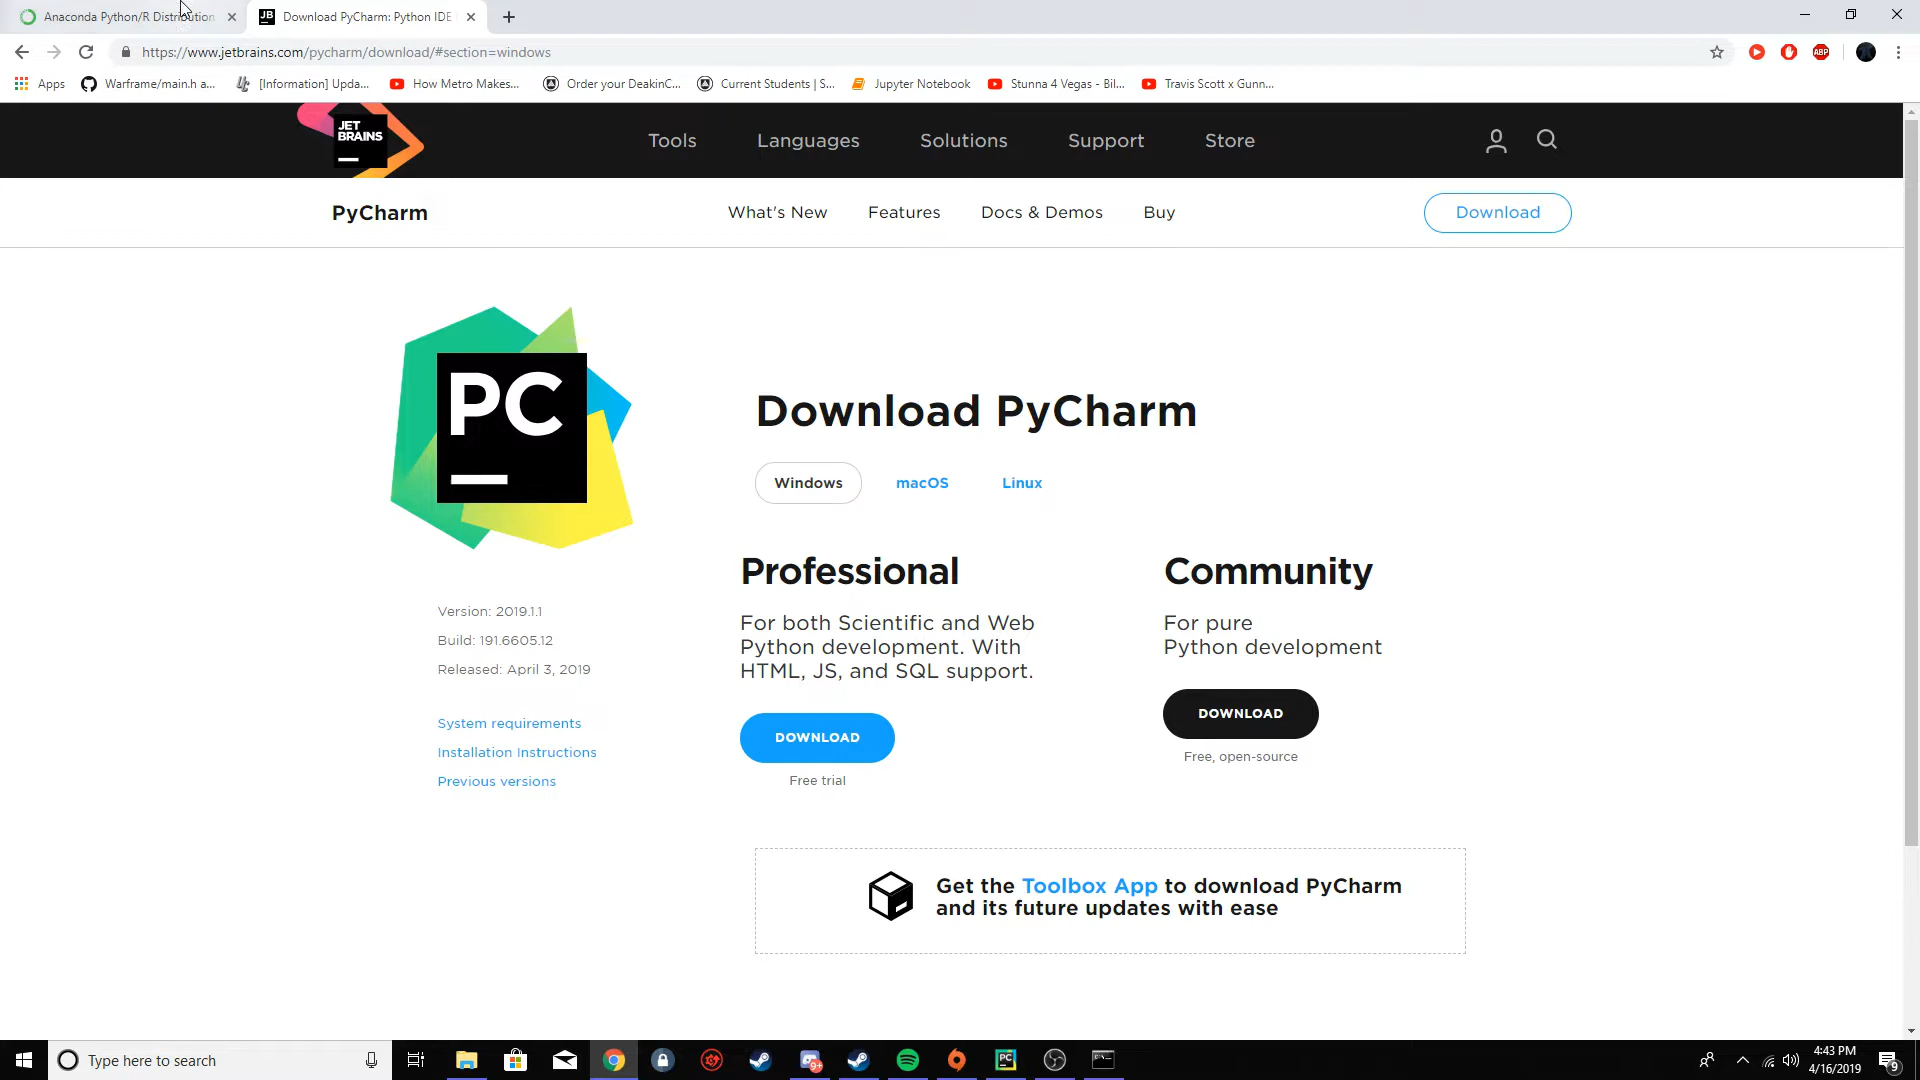 Anaconda Python/R Distribution
JB Download PyCharm: Python IDE
https://www.jetbrains.com/pycharm/download/#section=windows
ABP
Apps
Warframe/main.h a...
[Information] Upda...
How Metro Makes...
Order your DeakinC...
Current Students | S...
Jupyter Notebook
Stunna 4 Vegas - Bil...
Travis Scott x Gunn...
JET
BRAINS
Tools
Languages
Solutions
Support
Store
PyCharm
What's New
Features
Docs & Demos
Buy
Download
PC
Download PyCharm
Windows
macOS
Linux
Professional
For both Scientific and Web
Python development. With
HTML, JS, and SQL support.
DOWNLOAD
Free trial
Community
For pure
Python development
DOWNLOAD
Free, open-source
Version: 2019.1.1
Build: 191.6605.12
Released: April 3, 2019
System requirements
Installation Instructions
Previous versions
Get the Toolbox App to download PyCharm
and its future updates with ease
Type here to search
9+
PC
4:43 PM
4/16/2019
9